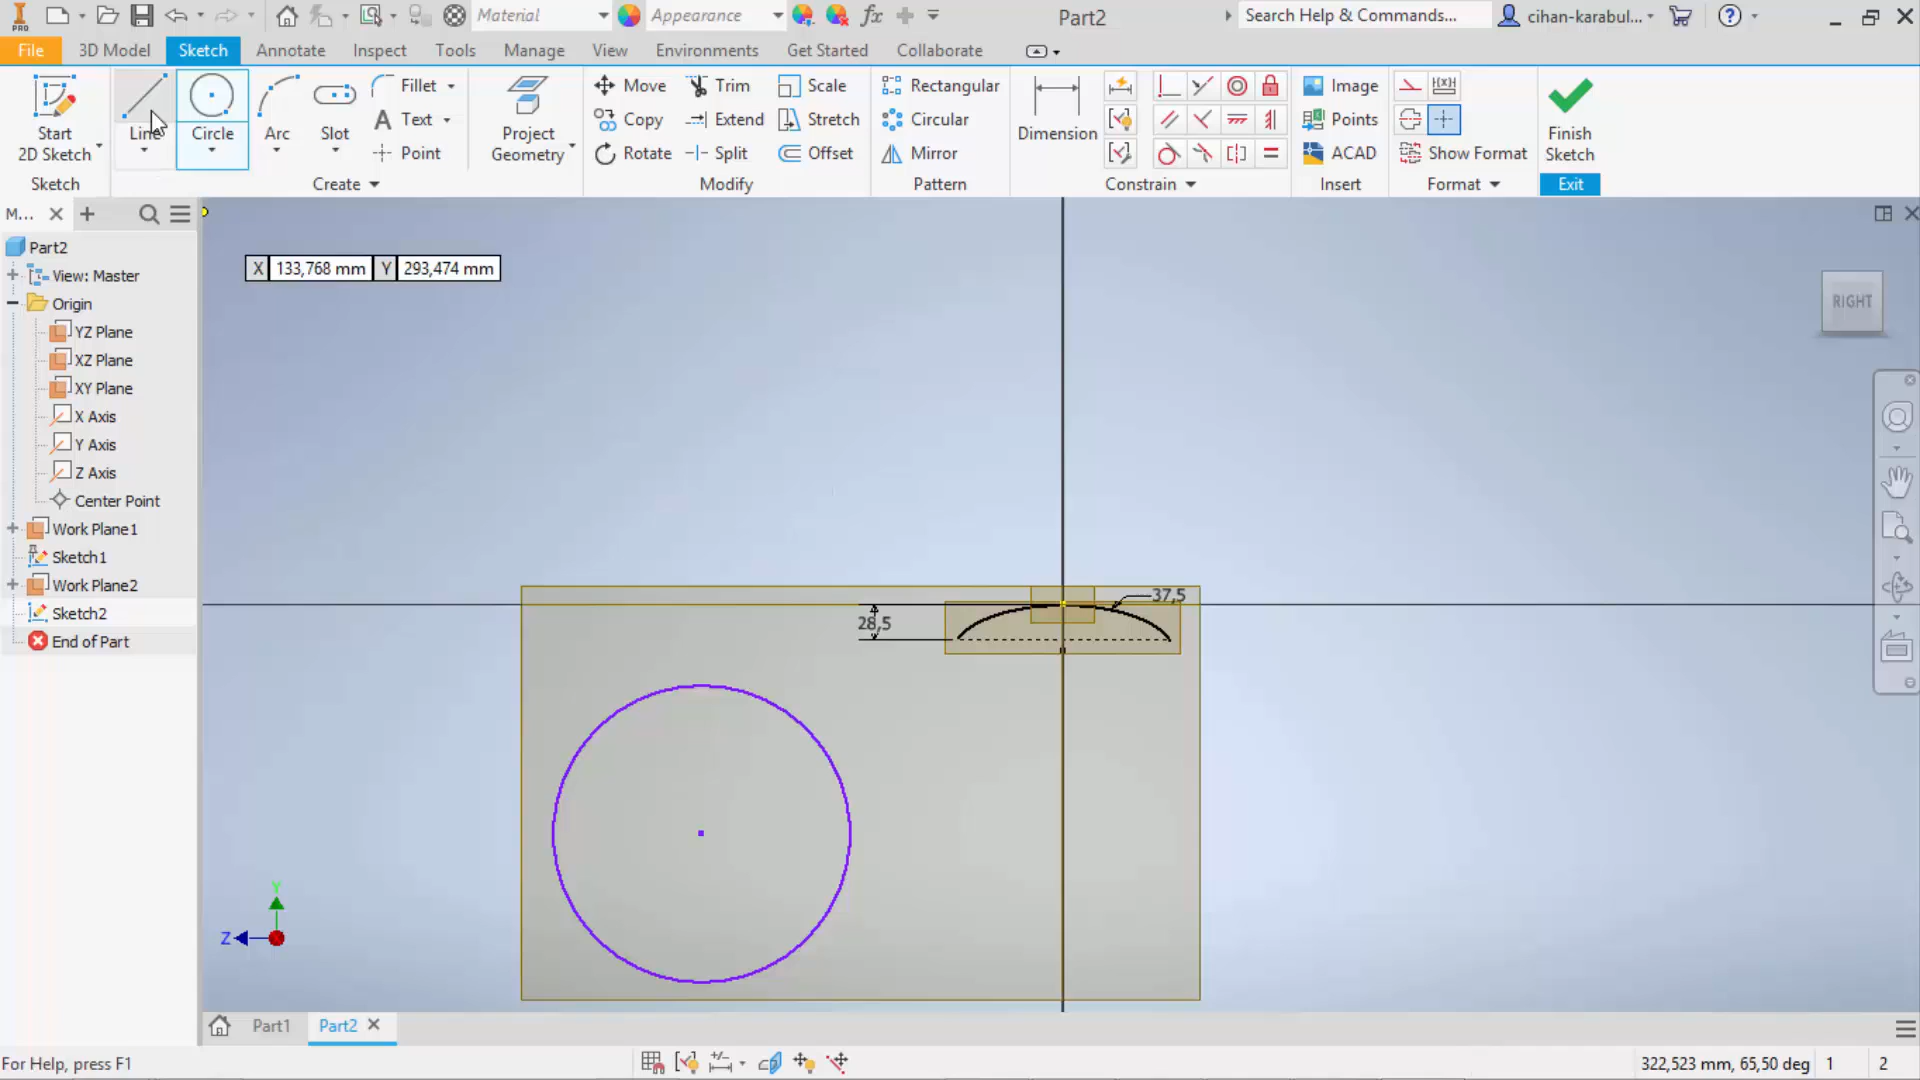 PRO
Material
Appearance
fx
Part2
Search Help & Commands...
cihan-karabul...
File
3D Model
Sketch
Annotate
Inspect
Tools
Manage
View
Environments
Get Started
Collaborate
Start
2D Sketch
Line
Circle
Arc
Slot
Fillet
Text
Point
Project
Geometry
Move
Copy
Rotate
Trim
Extend
Split
Scale
Stretch
Offset
Rectangular
Circular
Mirror
Dimension
Image
Points
ACAD
Show Format
Finish
Sketch
Sketch
Create
Modify
Pattern
Constrain
Insert
Format
Exit
M...
Part2
View: Master
Origin
YZ Plane
XZ Plane
XY Plane
X Axis
Y Axis
Z Axis
Center Point
Work Plane1
Sketch1
Work Plane2
Sketch2
End of Part
X 133,768 mm Y 293,474 mm
RIGHT
37,5
28,5
Y
Z
Part1
Part2
For Help, press F1
322,523 mm, 65,50 deg 1 2